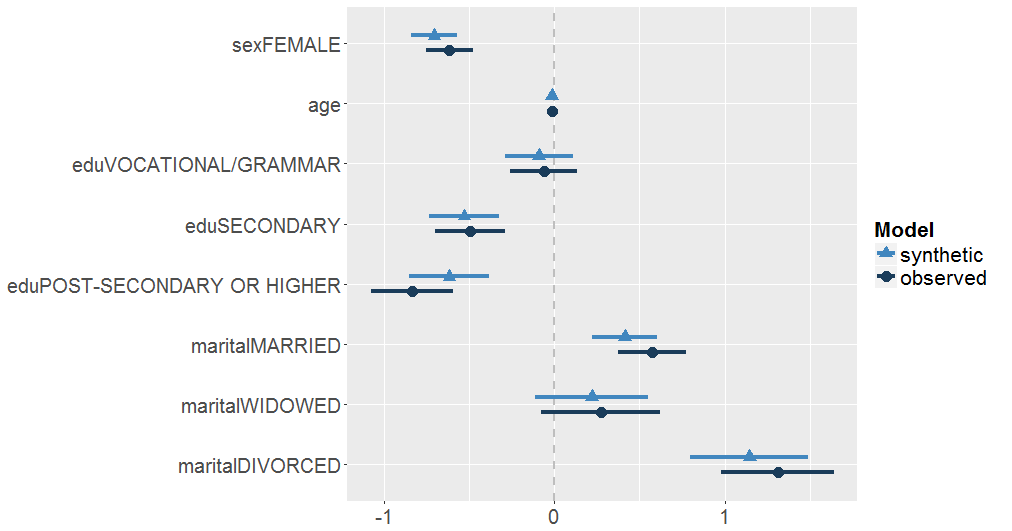 sexFEMALE
age
eduVOCATIONAL/GRAMMAR
eduSECONDARY
eduPOST-SECONDARY OR HIGHER
maritalMARRIED
maritalWIDOWED
maritalDIVORCED
-1 0 1
Model
synthetic
observed